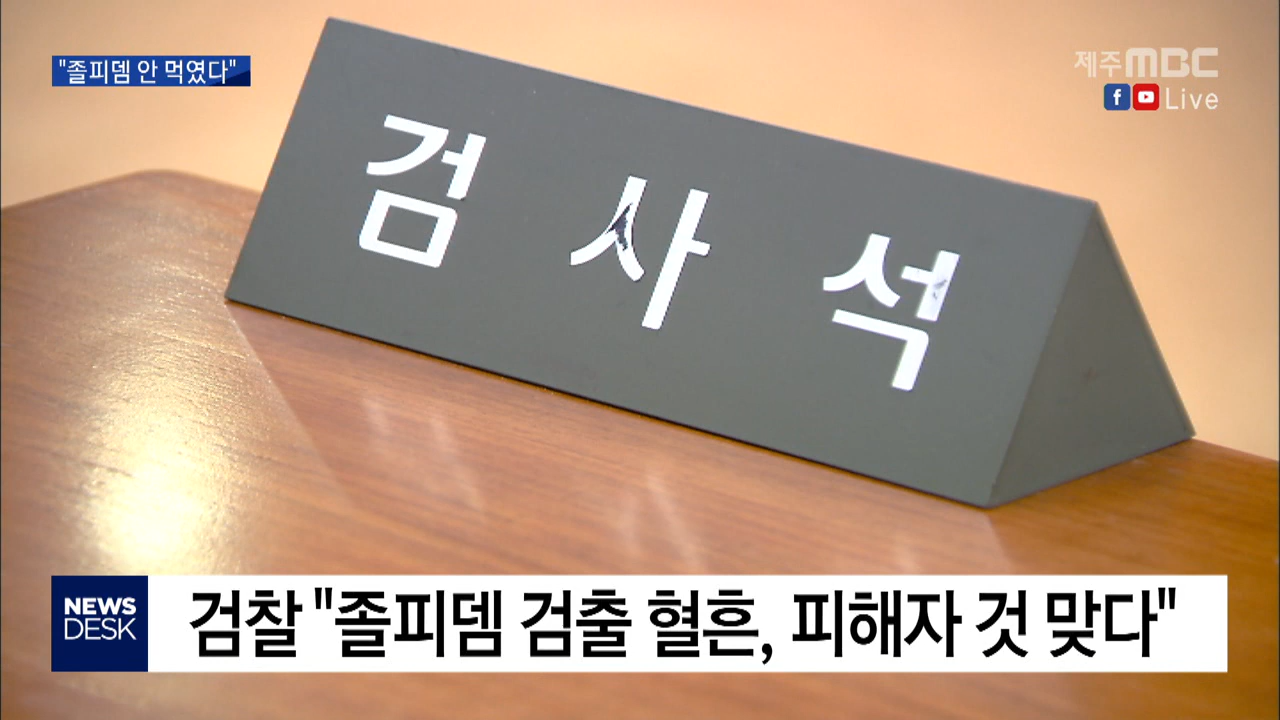 "졸피뎀 안 먹였다"
제주MBC
Live
검사석
NEWS
DESK
검찰 "졸피뎀 검출 혈흔, 피해자 것 맞다"